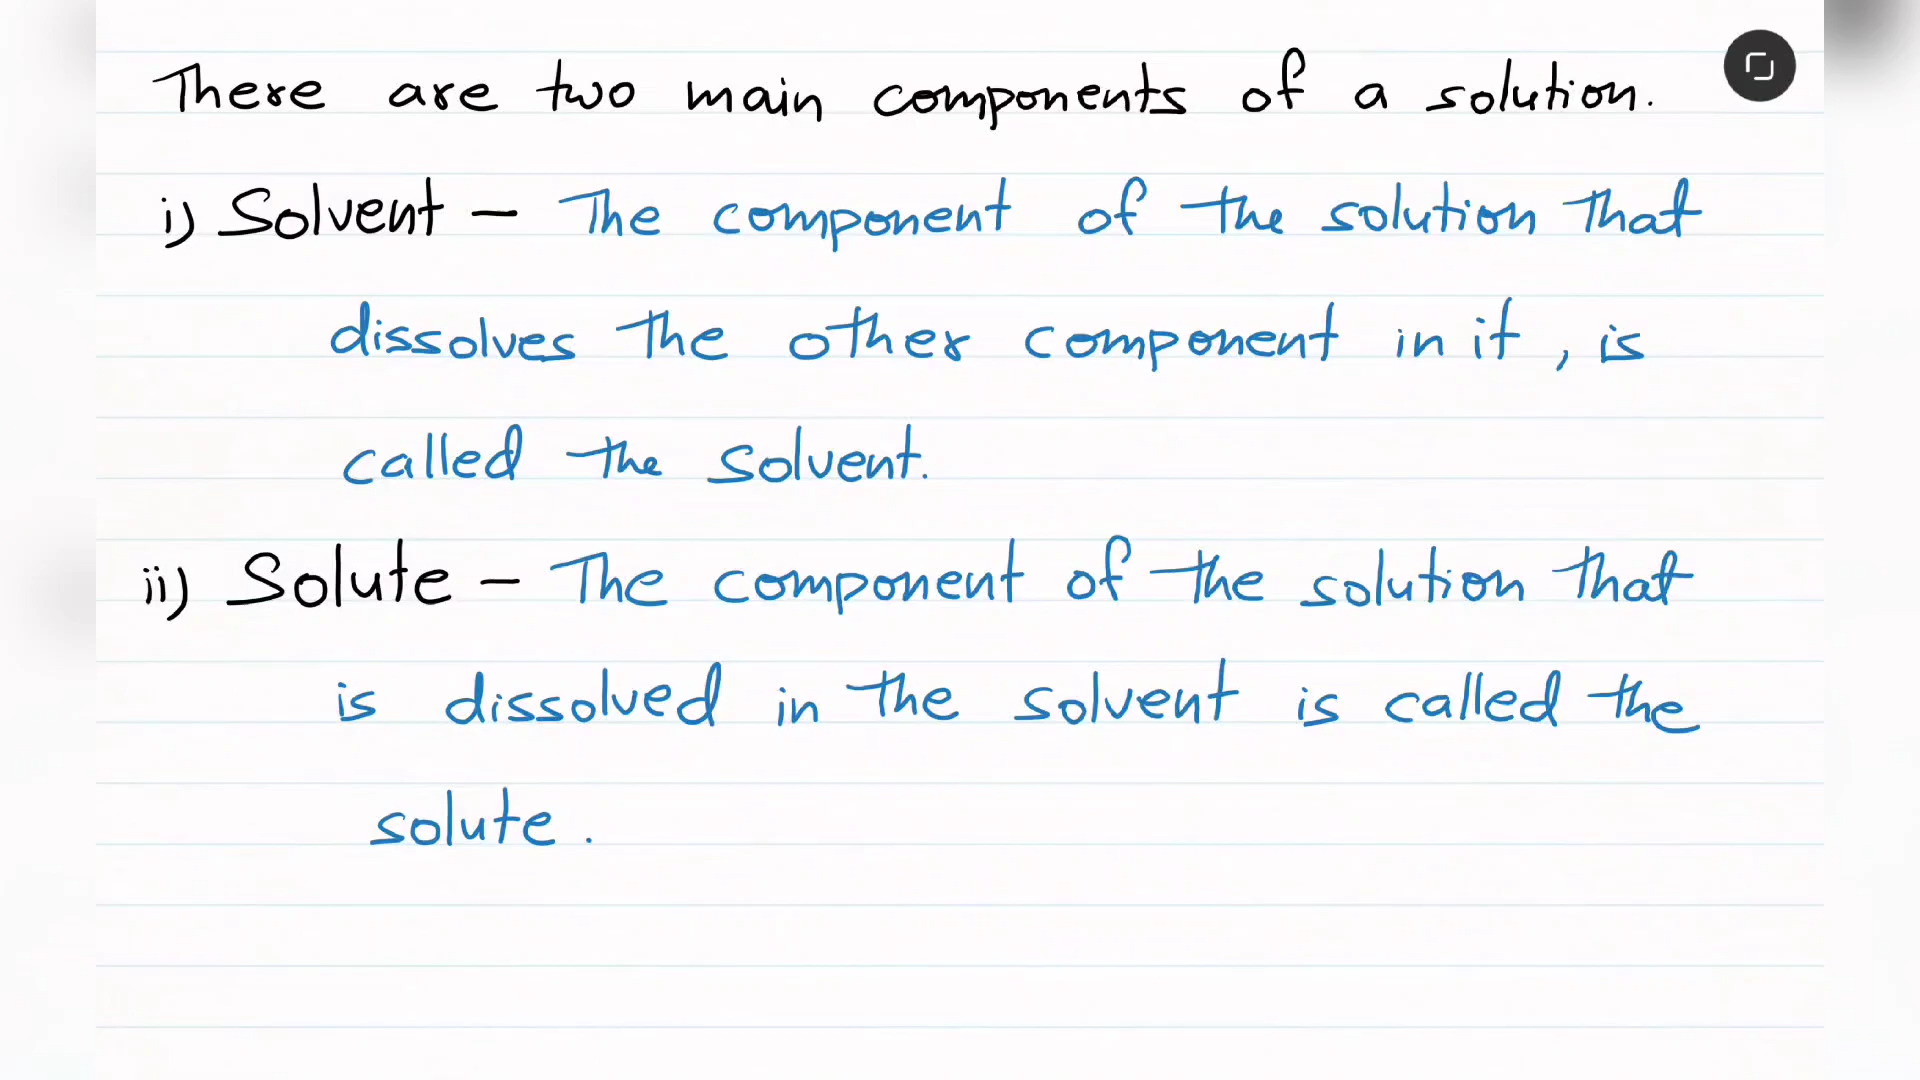 There are two main components of a solution.
i) Solvent - The component of the solution that
dissolves the other component in it, is
called the solvent.
ii) Solute - The component of the solution that
is dissolved in the solvent is called the
solute.